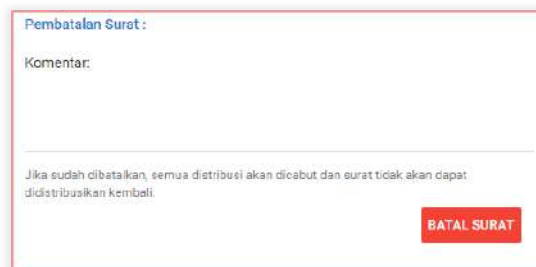 Pembatalan Surat :
Komentar:
Jika sudah dibatalkan, semua distribusi akan dicabut dan surat tidak akan dapat
didistribusikan kembali.
BATAL SURAT